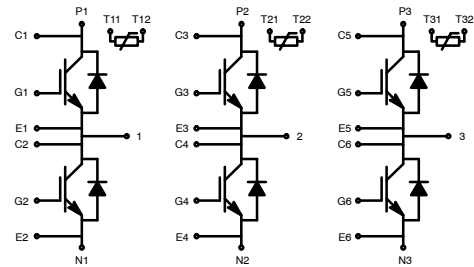 P1 T11 T12 P2 T21 T22 P3 T31 T32
C1 C3 C5
G1 G3 G5
E1 1 E3 2 E5 3
C2 C4 C6
G2 G4 G6
E2 E4 E6
N1 N2 N3